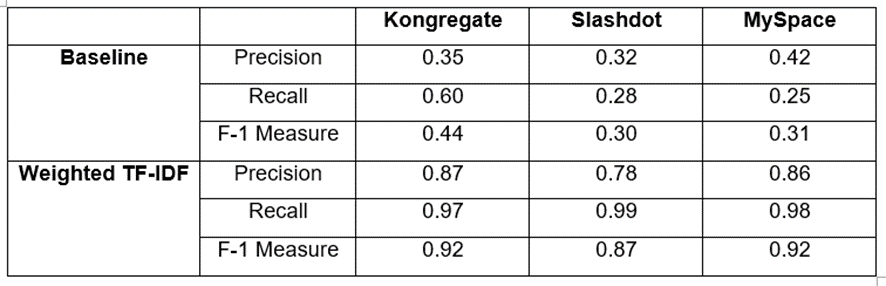 Kongregate Slashdot MySpace
Baseline Precision 0.35 0.32 0.42
Recall 0.60 0.28 0.25
F-1 Measure 0.44 0.30 0.31
Weighted TF-IDF Precision 0.87 0.78 0.86
Recall 0.97 0.99 0.98
F-1 Measure 0.92 0.87 0.92